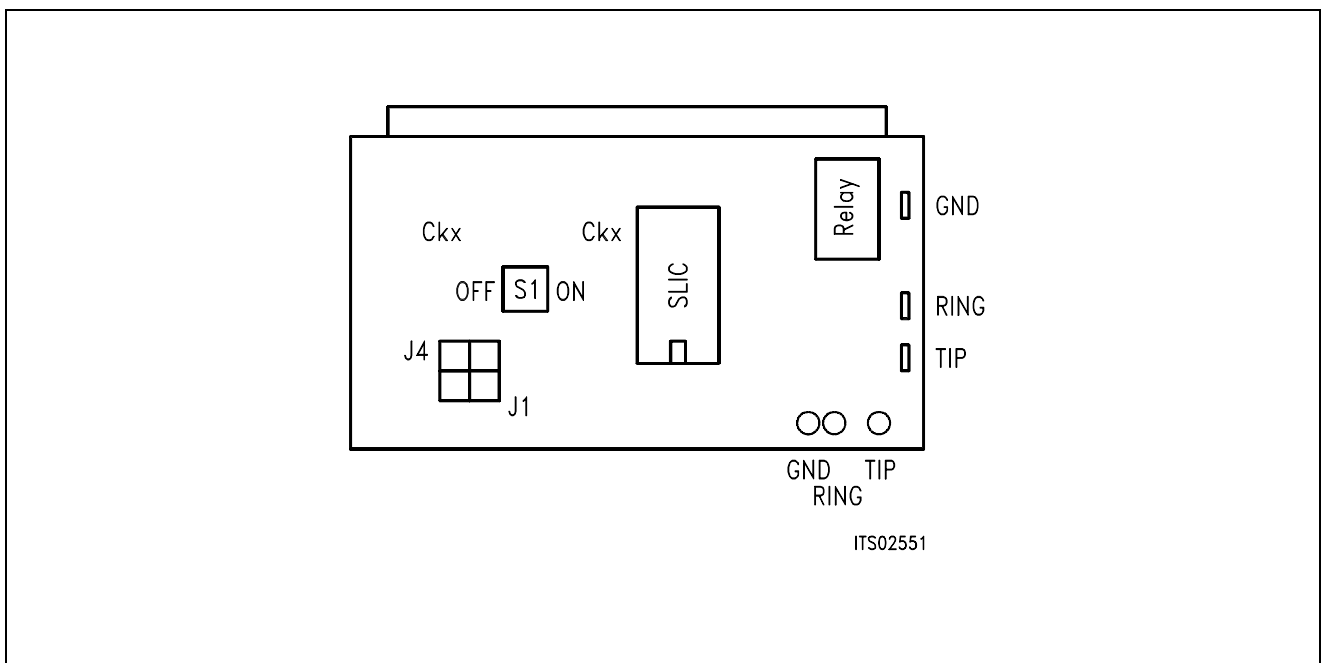 Relay
GND
Ckx
Ckx
SLIC
OFF S1 ON
RING
J4
TIP
J1
GND TIP
RING
ITS02551